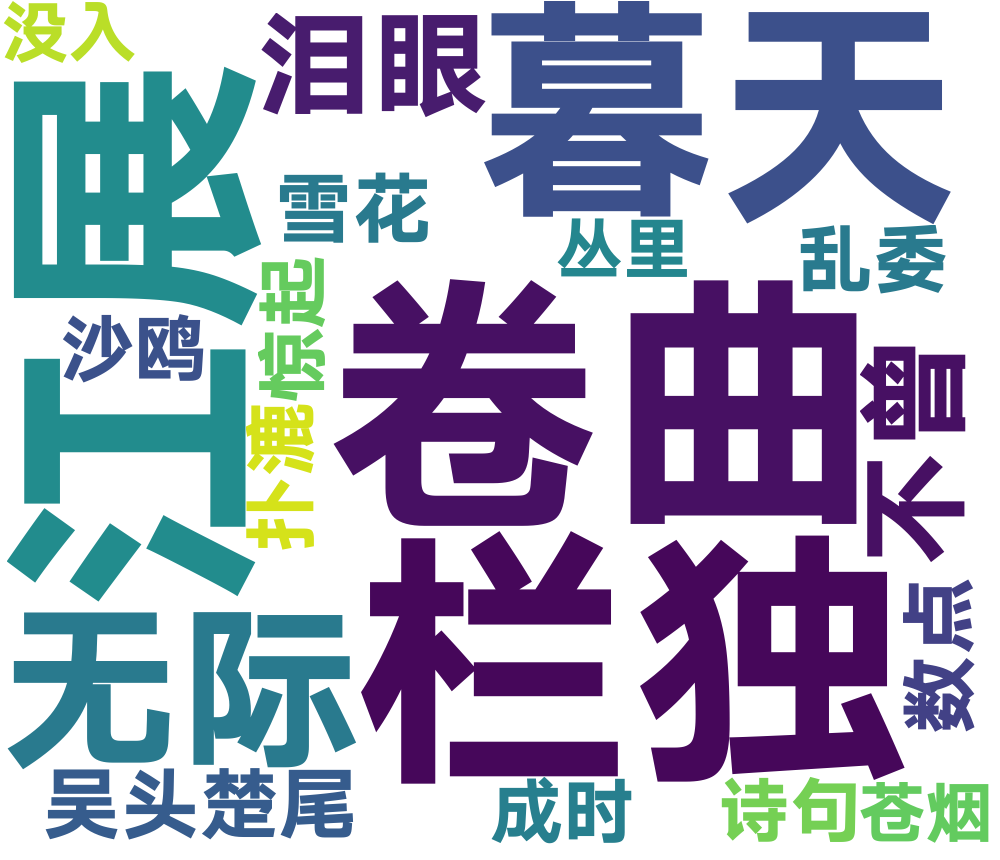 没入
泪眼
暮天
江展
雪花
丛里
乱委
沙鸥
惊起
卷曲
不曾
扑漉
无际
栏独
数点
吴头楚尾
成时
诗句
苍烟